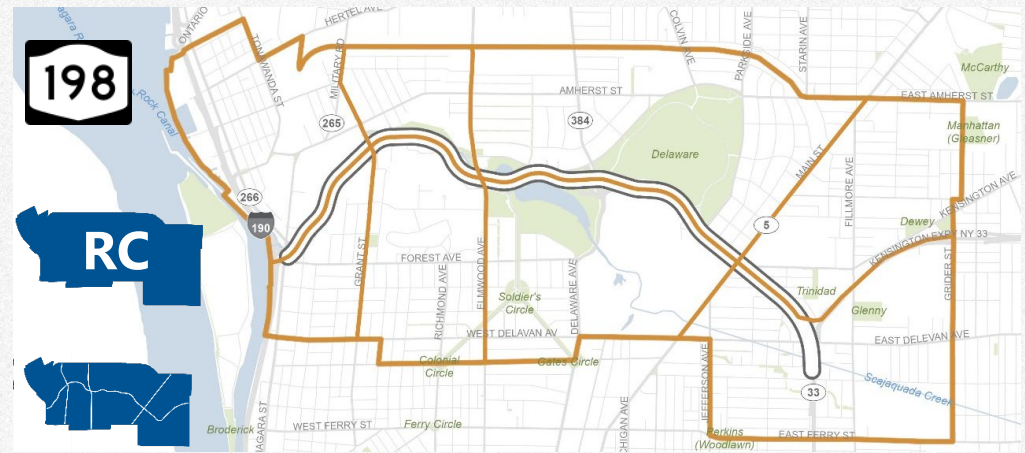 198
RC
Niagara R
Rock Canal
ONTARIO
TONAWANDA ST
HERTEL AVE
MILITARY RD
COLVIN AVE
PARKSIDE AVE
STARIN AVE
McCarthy
AMHERST ST
EAST AMHERST ST
265
384
Manhattan
(Gleasner)
Delaware
MAIN ST
FILLMORE AVE
KENSINGTON AVE
266
190
5
Dewey
KENSINGTON EXPY NY 33
GRANT ST
FOREST AVE
RICHMOND AVE
ELMWOOD AVE
DELAWARE AVE
GRIDER ST
Soldier's
Circle
Trinidad
Glenny
WEST DELAVAN AV
EAST DELEVAN AVE
Colonial
Circle
Gates Circle
JEFFERSON AVE
33
Scajaquada Creek
Broderick
IAGARA ST
WEST FERRY ST
Ferry Circle
CHIGAN AVE
Perkins
(Woodlawn)
EAST FERRY ST